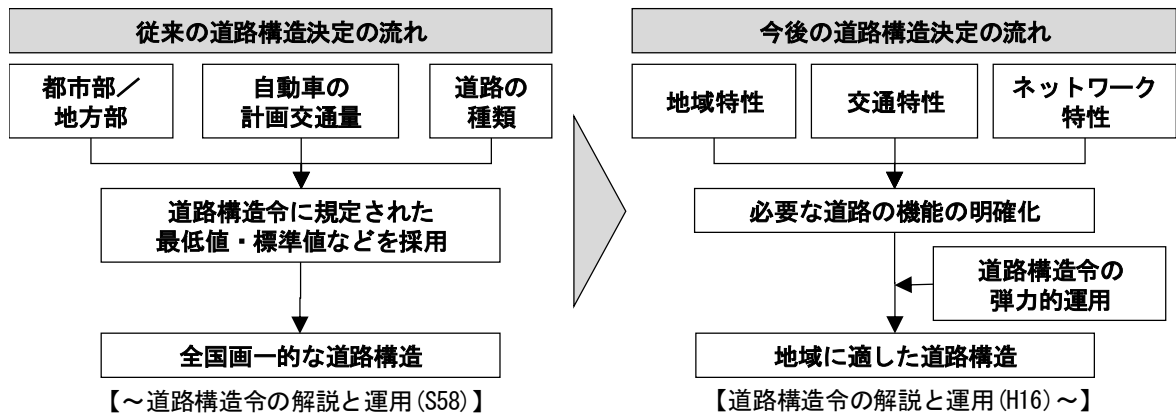 従来の道路構造決定の流れ
都市部／
地方部
自動車の
計画交通量
道路の
種類
道路構造令に規定された
最低値・標準値などを採用
全国画一的な道路構造
【～道路構造令の解説と運用(S58)】
今後の道路構造決定の流れ
地域特性
交通特性
ネットワーク
特性
必要な道路の機能の明確化
道路構造令の
弾力的運用
地域に適した道路構造
【道路構造令の解説と運用(H16)～】